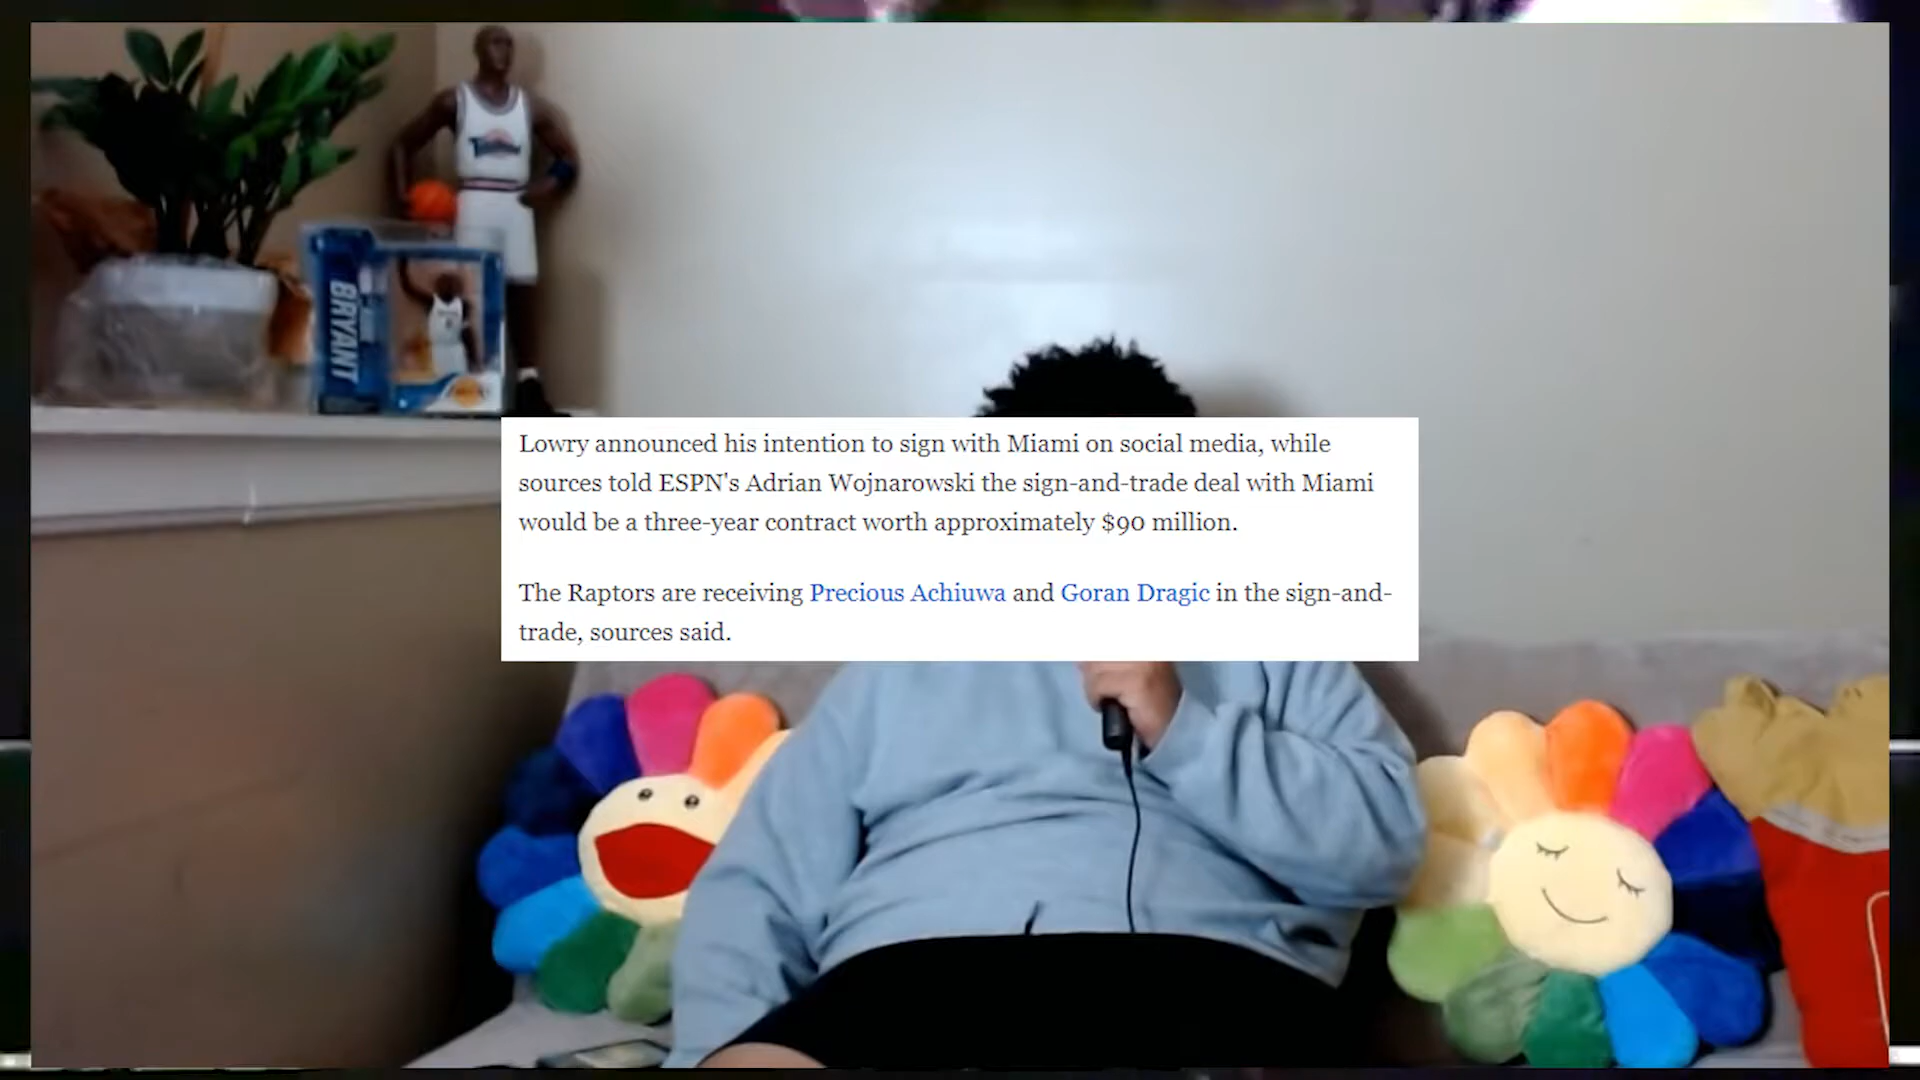 BRYANT
Lowry announced his intention to sign with Miami on social media, while
sources told ESPN's Adrian Wojnarowski the sign-and-trade deal with Miami
would be a three-year contract worth approximately $90 million.
The Raptors are receiving Precious Achiuwa and Goran Dragic in the sign-and-
trade, sources said.